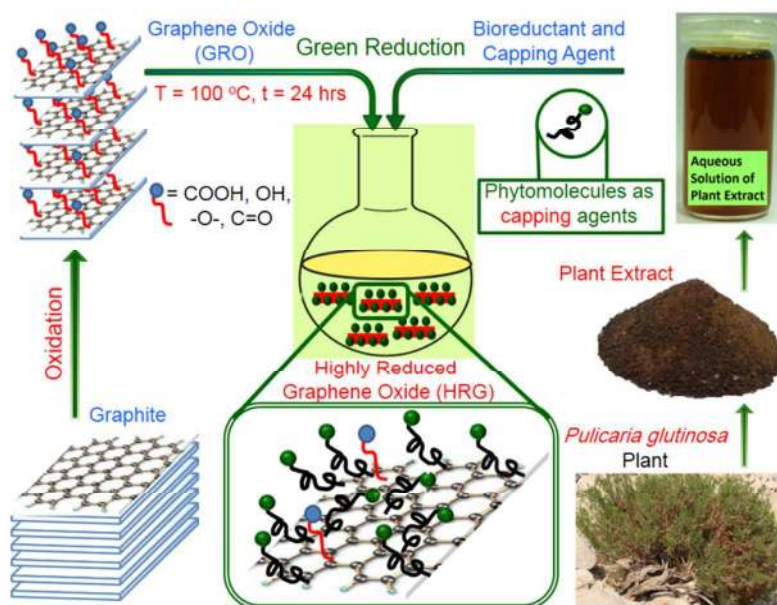 Graphene Oxide
(GRO)
Green Reduction
Bioreductant and
Capping Agent
T = 100 °C, t = 24 hrs
= COOH, OH,
-O-, C=O
Phytomolecules as
capping agents
Aqueous
Solution of
Plant Extract
Oxidation
Plant Extract
Highly Reduced
Graphene Oxide (HRG)
Graphite
Pulicaria glutinosa
Plant